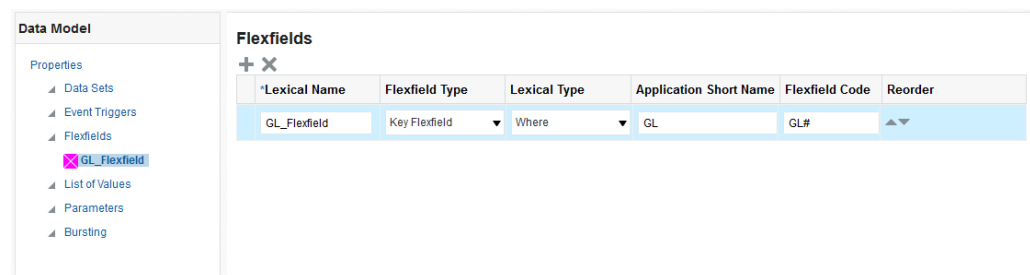 Data Model
Properties
Data Sets
Event Triggers
Flexfields
GL_Flexfield
List of Values
Parameters
Bursting
Flexfields
*Lexical Name Flexfield Type Lexical Type Application Short Name Flexfield Code Reorder
GL_Flexfield Key Flexfield Where GL GL#